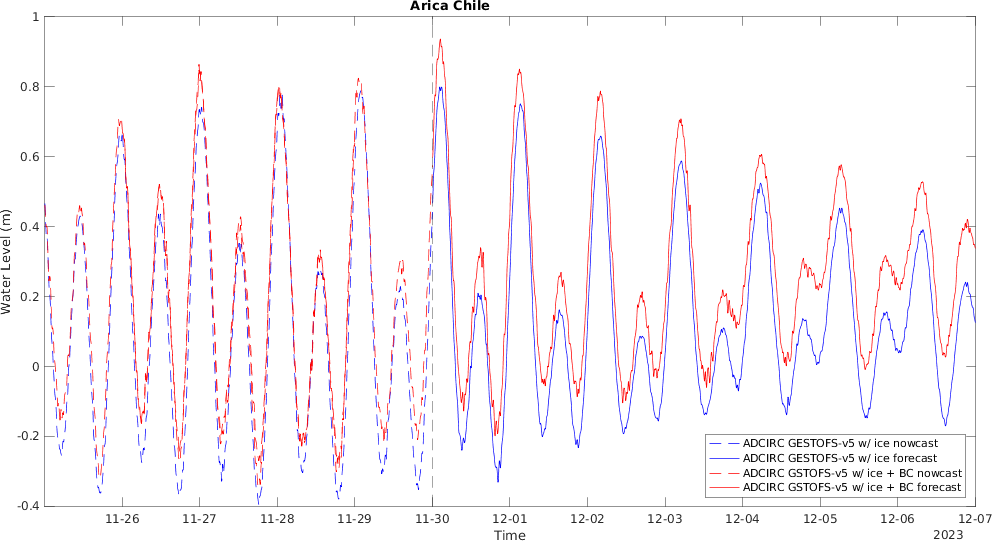 Arica Chile
1
0.8
0.6
0.4
0.2
0
-0.2
-0.4
Water Level (m)
11-26 11-27 11-28 11-29 11-30 12-01 12-02 12-03 12-04 12-05 12-06 12-07
Time
2023
ADCIRC GESTOFS-v5 w/ ice nowcast
ADCIRC GESTOFS-v5 w/ ice forecast
ADCIRC GSTOFS-v5 w/ ice + BC nowcast
ADCIRC GSTOFS-v5 w/ ice + BC forecast